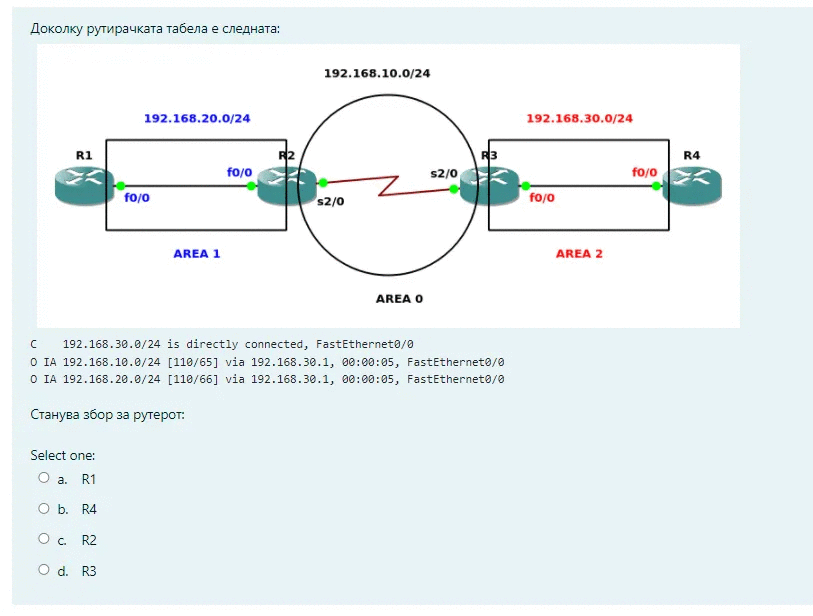 Доколку рутирачката табела е следната:
192.168.10.0/24
192.168.20.0/24
192.168.30.0/24
R1
R2
R3
R4
f0/0
s2/0
f0/0
f0/0
s2/0
f0/0
AREA 1
AREA 2
AREA 0
C    192.168.30.0/24 is directly connected, FastEthernet0/0
O IA 192.168.10.0/24 [110/65] via 192.168.30.1, 00:00:05, FastEthernet0/0
O IA 192.168.20.0/24 [110/66] via 192.168.30.1, 00:00:05, FastEthernet0/0
Станува збор за рутерот:
Select one:
a. R1
b. R4
c. R2
d. R3